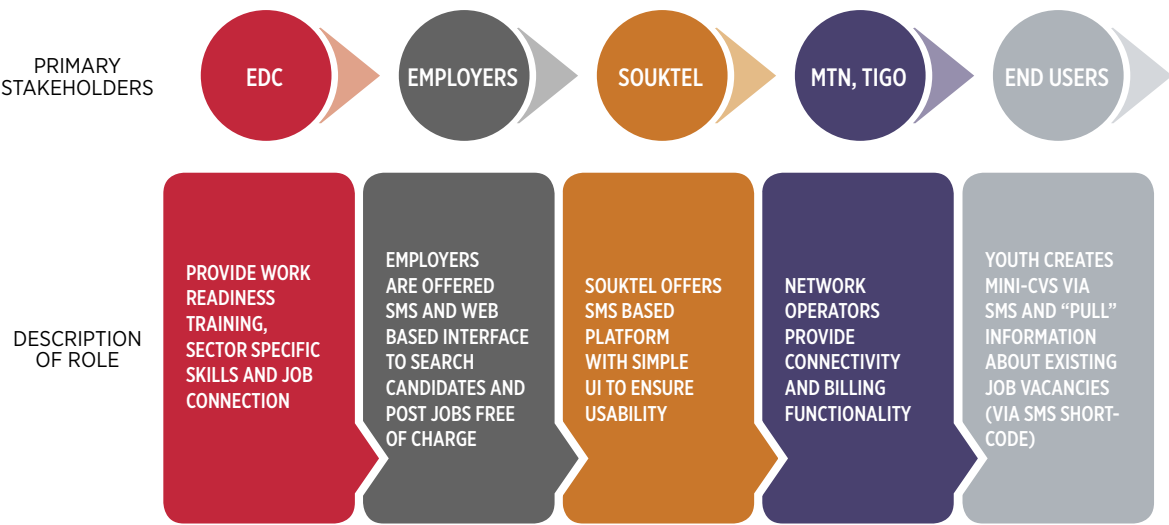 PRIMARY
STAKEHOLDERS
EDC
EMPLOYERS
SOUKTEL
MTN, TIGO
END USERS
DESCRIPTION
OF ROLE
PROVIDE WORK
READINESS
TRAINING,
SECTOR SPECIFIC
SKILLS AND JOB
CONNECTION
EMPLOYERS
ARE OFFERED
SMS AND WEB
BASED INTERFACE
TO SEARCH
CANDIDATES AND
POST JOBS FREE
OF CHARGE
SOUKTEL OFFERS
SMS BASED
PLATFORM
WITH SIMPLE
UI TO ENSURE
USABILITY
NETWORK
OPERATORS
PROVIDE
CONNECTIVITY
AND BILLING
FUNCTIONALITY
YOUTH CREATES
MINI-CVS VIA
SMS AND “PULL”
INFORMATION
ABOUT EXISTING
JOB VACANCIES
(VIA SMS SHORT-
CODE)